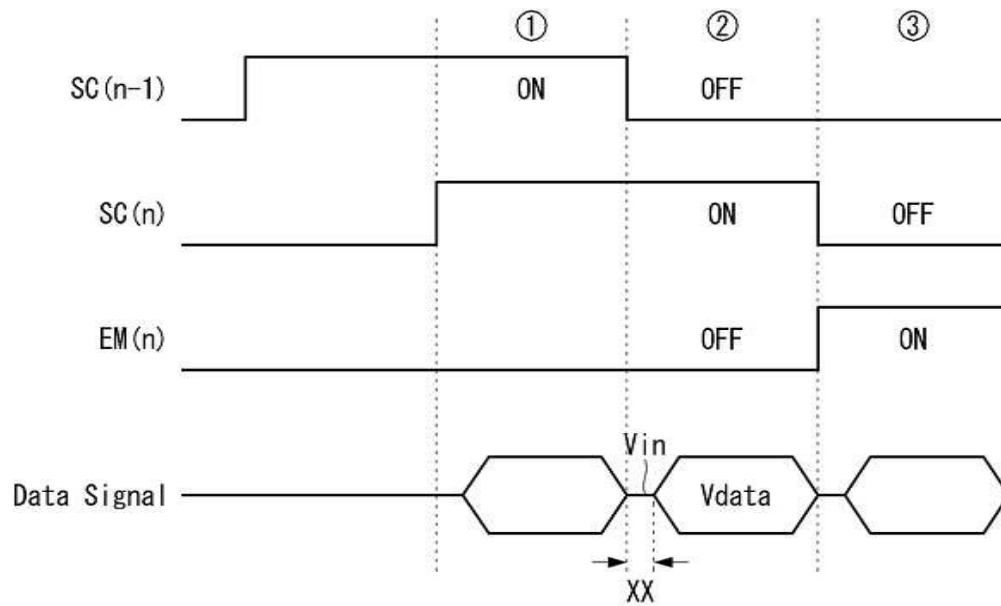 ① ② ③
SC(n-1) ON OFF
SC(n) ON OFF
EM(n) OFF ON
Vin
Data Signal Vdata
XX